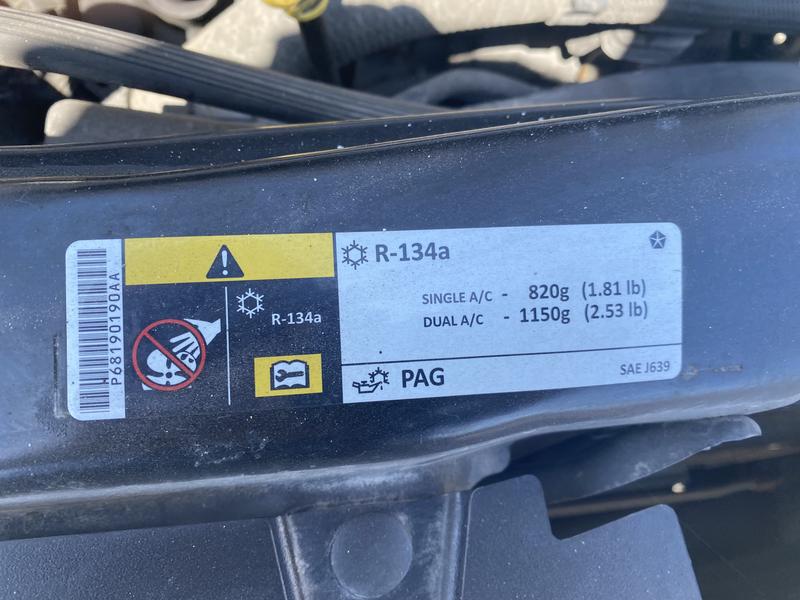 P68190190AA
R-134a
R-134a
SINGLE A/C - 820g (1.81 lb)
DUAL A/C - 1150g (2.53 lb)
PAG
SAE J639